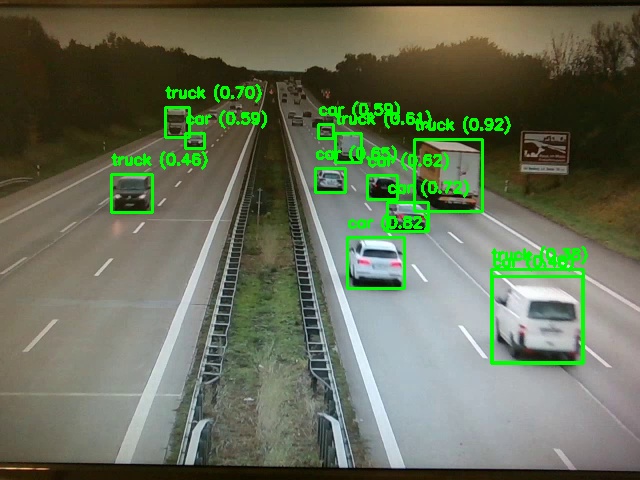 truck (0.70)
car (0.59)
car (0.59)
truck (0.61)
truck (0.92)
truck (0.46)
car (0.65)
car (0.62)
car (0.72)
car (0.82)